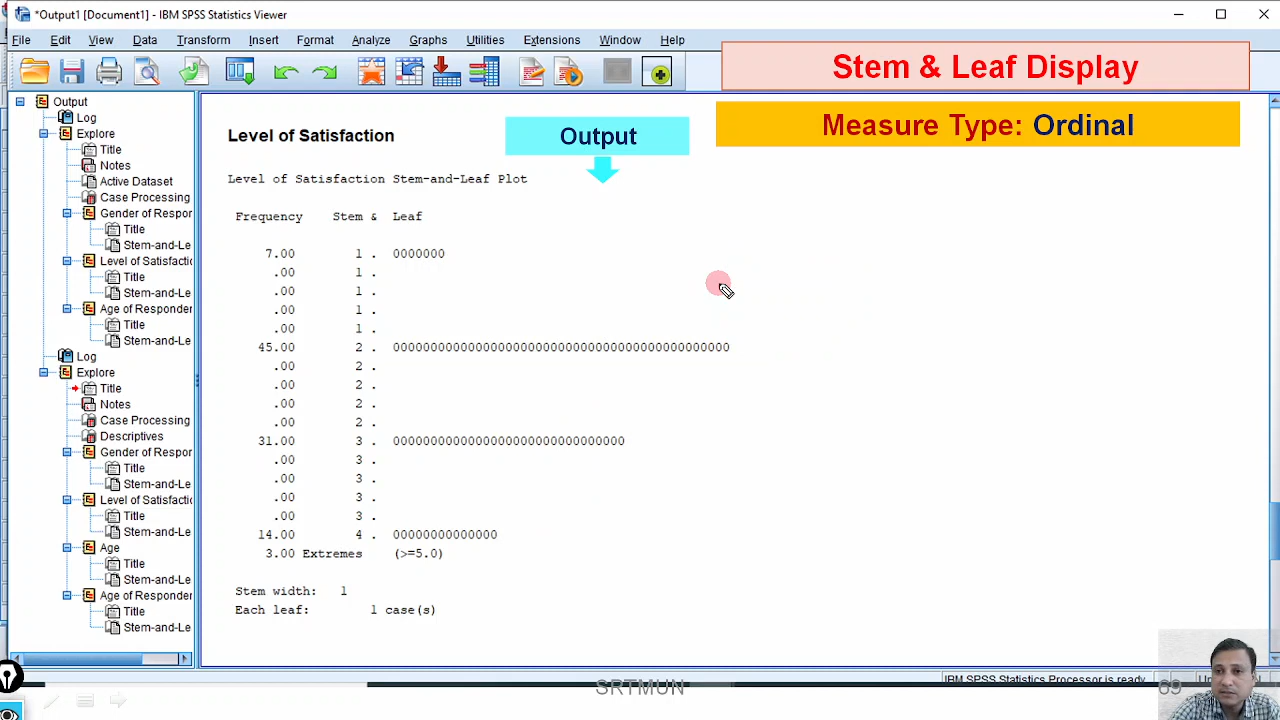 *Output1 [Document1] - IBM SPSS Statistics Viewer
File Edit View Data Transform Insert Format Analyze Graphs Utilities Extensions Window Help
Stem & Leaf Display
Measure Type: Ordinal
Output
Log
Explore
Title
Notes
Active Dataset
Case Processing
Gender of Respor
Title
Stem-and-Le
Level of Satisfactic
Title
Stem-and-Le
Age of Responder
Title
Stem-and-Le
Log
Explore
Title
Notes
Case Processing
Descriptives
Gender of Respor
Title
Stem-and-Le
Level of Satisfactic
Title
Stem-and-Le
Age
Title
Stem-and-Le
Age of Responder
Title
Stem-and-Le
Level of Satisfaction
Output
Level of Satisfaction Stem-and-Leaf Plot
Frequency Stem & Leaf
7.00 1 . 0000000
.00 1 .
.00 1 .
.00 1 .
.00 1 .
45.00 2 . 000000000000000000000000000000000000000000000
.00 2 .
.00 2 .
.00 2 .
.00 2 .
31.00 3 . 0000000000000000000000000000000
.00 3 .
.00 3 .
.00 3 .
.00 3 .
14.00 4 . 00000000000000
3.00 Extremes (>=5.0)
Stem width: 1
Each leaf: 1 case(s)
IBM SPSS Statistics Processor is ready
SRTMUN
69